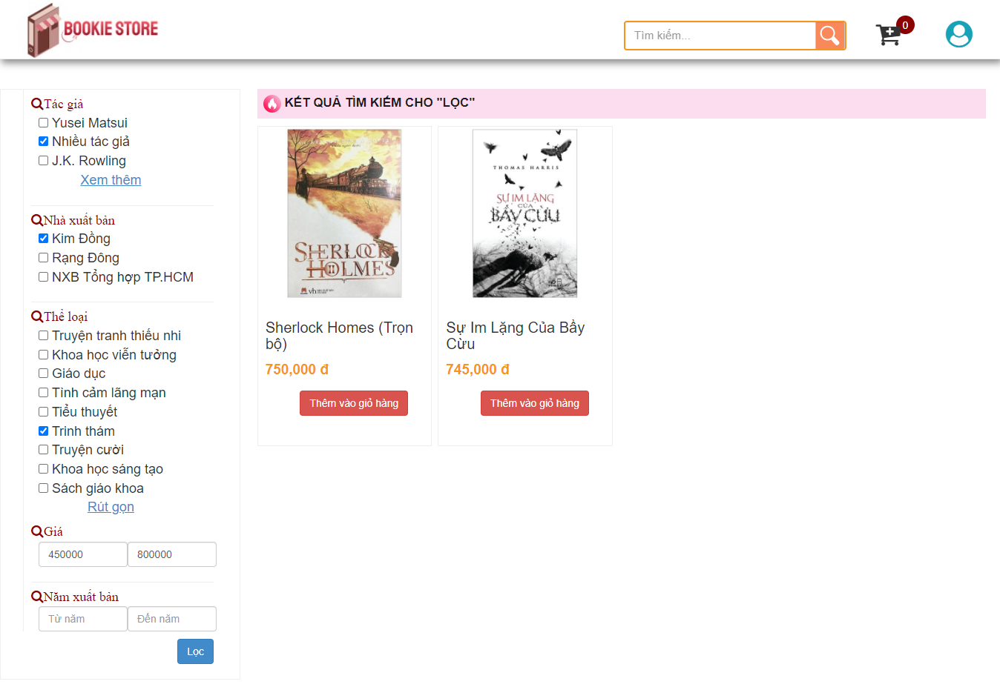 BOOKIE STORE
Tìm kiếm...
0
Tác giả
Yusei Matsui
Nhiều tác giả
J.K. Rowling
Xem thêm
Nhà xuất bản
Kim Đồng
Rạng Đông
NXB Tổng hợp TP.HCM
Thể loại
Truyện tranh thiếu nhi
Khoa học viễn tưởng
Giáo dục
Tình cảm lãng mạn
Tiểu thuyết
Trinh thám
Truyện cười
Khoa học sáng tạo
Sách giáo khoa
Rút gọn
Giá
450000 800000
Năm xuất bản
Từ năm Đến năm
Lọc
KẾT QUẢ TÌM KIẾM CHO "LỌC"
SHERLOCK
HOLMES
II
vh
Sherlock Homes (Trọn
bộ)
750,000 đ
Thêm vào giỏ hàng
THOMAS HARRIS
SỰ IM LẶNG
CỦA
BẦY CỪU
Sự Im Lặng Của Bầy
Cừu
745,000 đ
Thêm vào giỏ hàng